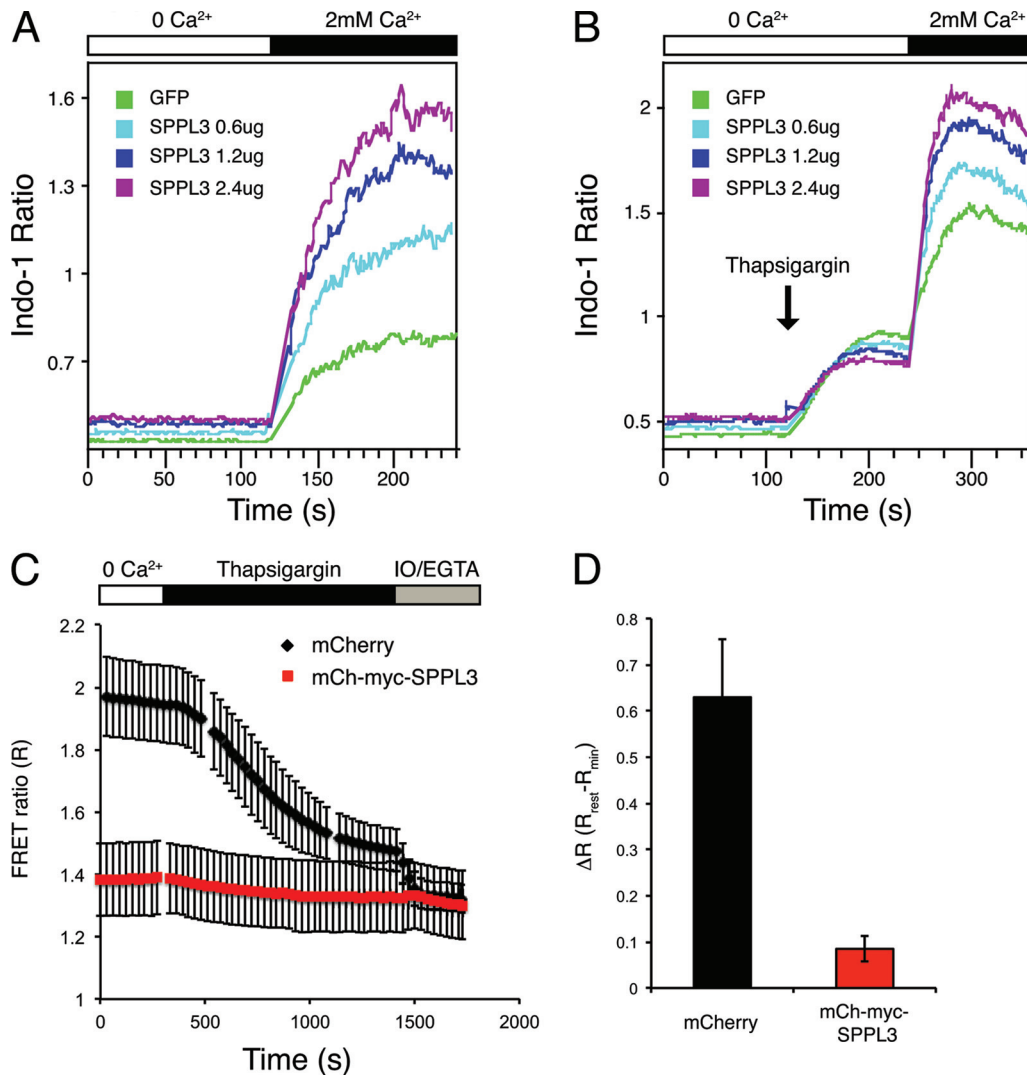 A
0 Ca²⁺
2mM Ca²⁺
GFP
SPPL3 0.6ug
SPPL3 1.2ug
SPPL3 2.4ug
Indo-1 Ratio
1.6
1.3
1
0.7
0
50
100
150
200
Time (s)
B
0 Ca²⁺
2mM Ca²⁺
GFP
SPPL3 0.6ug
SPPL3 1.2ug
SPPL3 2.4ug
Thapsigargin
Indo-1 Ratio
2
1.5
1
0.5
0
100
200
300
Time (s)
C
0 Ca²⁺
Thapsigargin
IO/EGTA
mCherry
mCh-myc-SPPL3
FRET ratio (R)
2.2
2
1.8
1.6
1.4
1.2
1
0
500
1000
1500
2000
Time (s)
D
ΔR (Rrest-Rmin)
0.8
0.7
0.6
0.5
0.4
0.3
0.2
0.1
0
mCherry
mCh-myc-
SPPL3